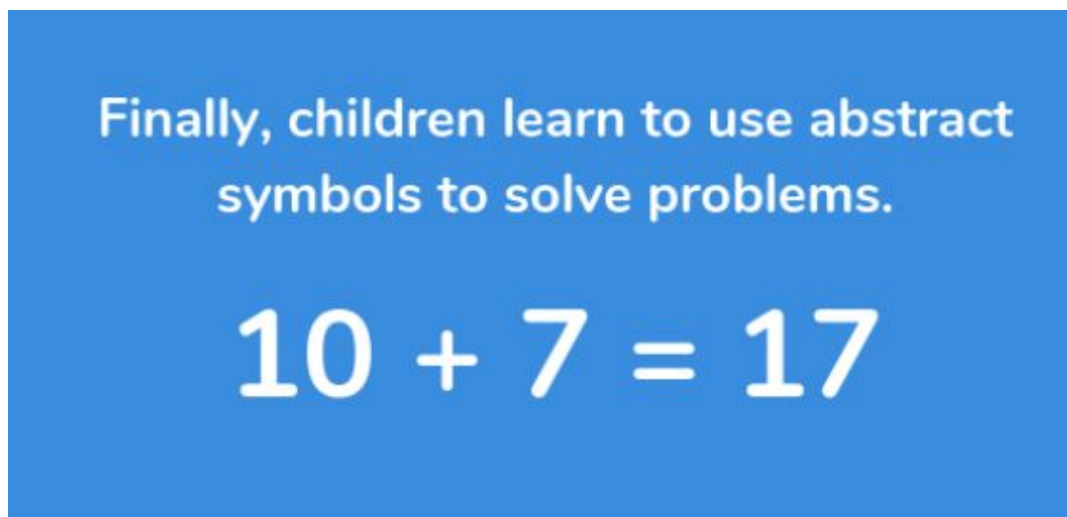 Finally, children learn to use abstract
symbols to solve problems.
10 + 7 = 17